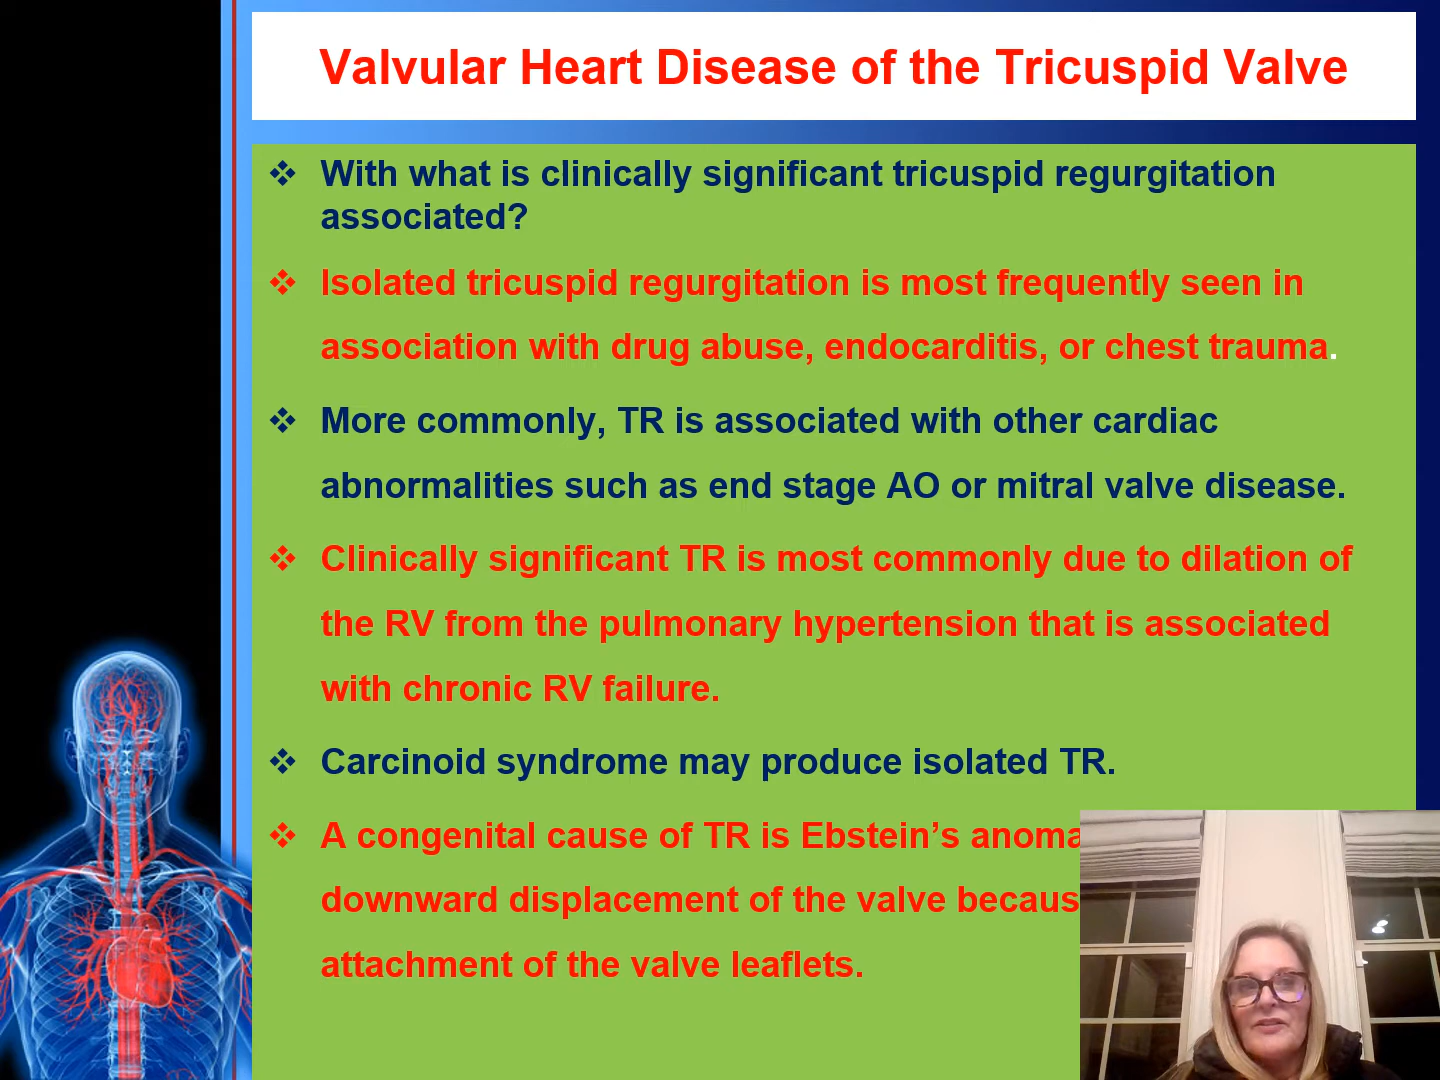 Valvular Heart Disease of the Tricuspid Valve
With what is clinically significant tricuspid regurgitation
associated?
Isolated tricuspid regurgitation is most frequently seen in
association with drug abuse, endocarditis, or chest trauma.
More commonly, TR is associated with other cardiac
abnormalities such as end stage AO or mitral valve disease.
Clinically significant TR is most commonly due to dilation of
the RV from the pulmonary hypertension that is associated
with chronic RV failure.
Carcinoid syndrome may produce isolated TR.
A congenital cause of TR is Ebstein’s
downward displacement of the valve
attachment of the valve leaflets.